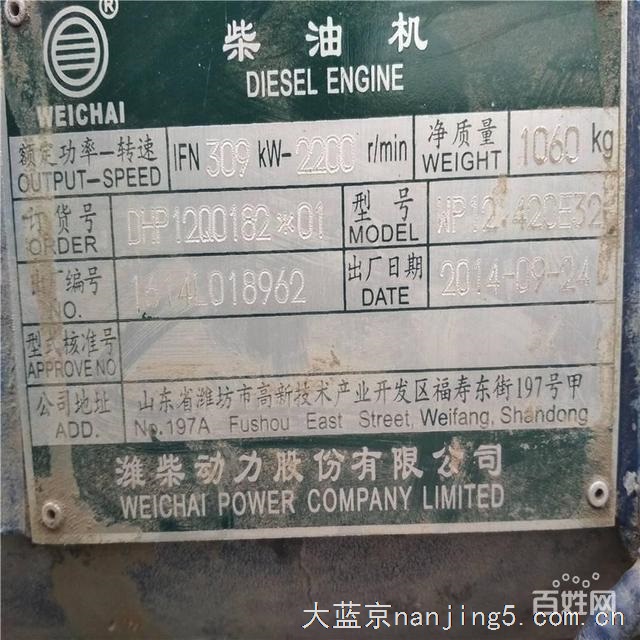 ®
WEICHAI
柴油机
DIESEL ENGINE
额定功率-转速 IFN 309 kW-2200 r/min 净质量 1060 kg
OUTPUT-SPEED WEIGHT
订货号 DHP12Q0182*01 型号 WP12.420E32
ORDER MODEL
编号 1614L018962 出厂日期 2014-09-24
NO. DATE
型式核准号
APPROVE NO
公司地址 山东省潍坊市高新技术产业开发区福寿东街197号甲
ADD. No.197A Fushou East Street, Weifang, Shandong
潍柴动力股份有限公司
WEICHAI POWER COMPANY LIMITED
百姓网
大蓝京nanjing5.com.cn